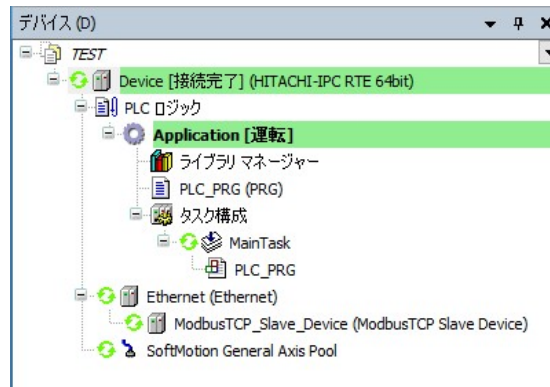 デバイス (D)
TEST
Device [接続完了] (HITACHI-IPC RTE 64bit)
PLC ロジック
Application [運転]
ライブラリ マネージャー
PLC_PRG (PRG)
タスク構成
MainTask
PLC_PRG
Ethernet (Ethernet)
ModbusTCP_Slave_Device (ModbusTCP Slave Device)
SoftMotion General Axis Pool